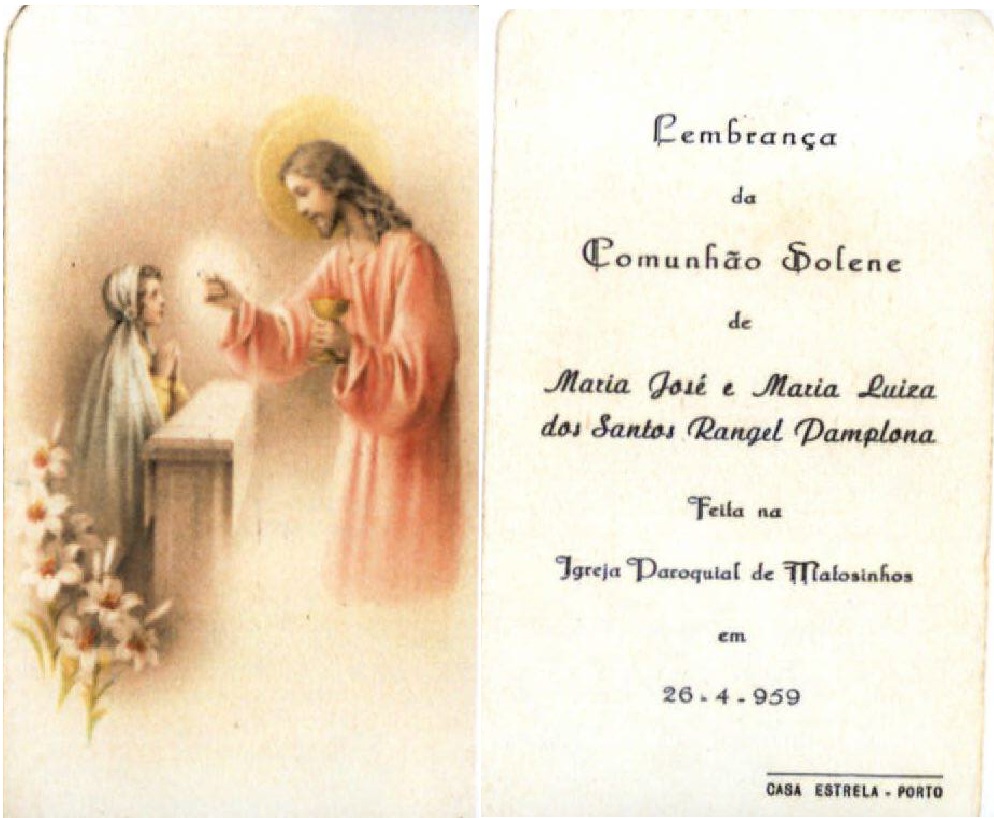 Lembrança
da
Comunhão Solene
de
Maria José e Maria Luiza
dos Santos Rangel Pamplona
Feita na
Igreja Paroquial de Matosinhos
em
26-4-959
CASA ESTRELA - PORTO